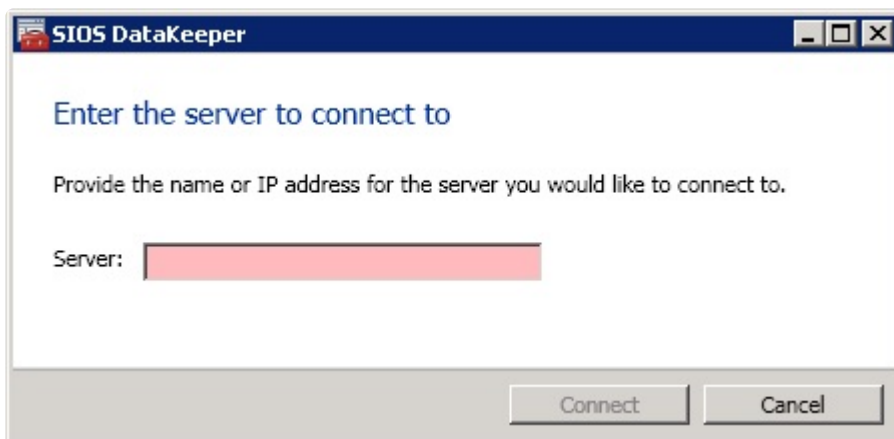 SIOS DataKeeper
Enter the server to connect to
Provide the name or IP address for the server you would like to connect to.
Server:
Connect Cancel